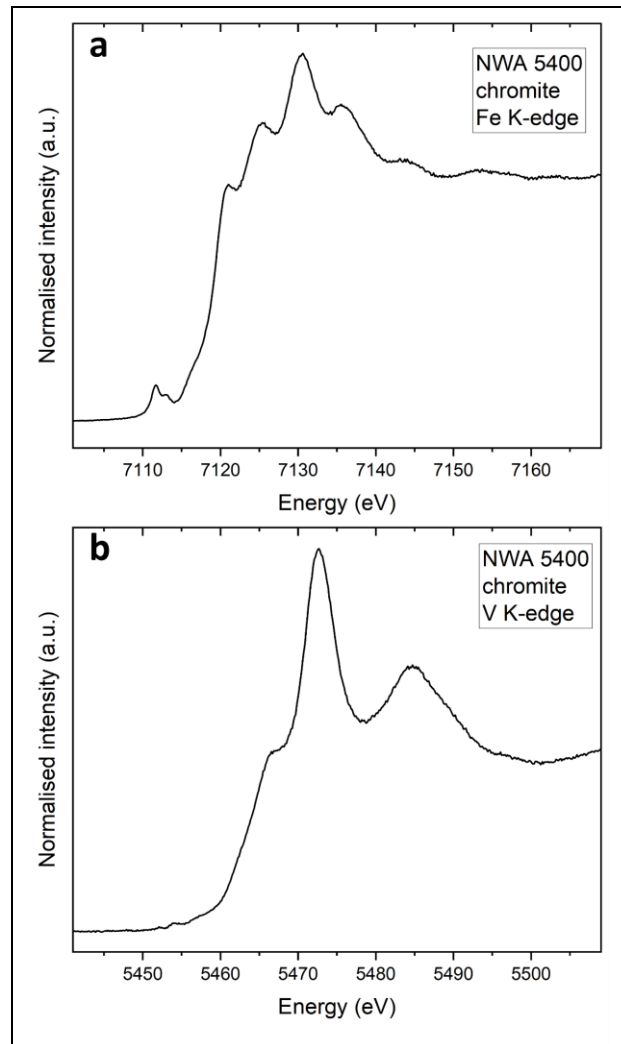 a
NWA 5400
chromite
Fe K-edge
Normalised intensity (a.u.)
7110 7120 7130 7140 7150 7160
Energy (eV)
b
NWA 5400
chromite
V K-edge
Normalised intensity (a.u.)
5450 5460 5470 5480 5490 5500
Energy (eV)